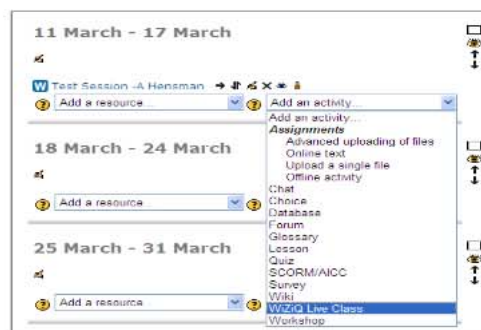 11 March - 17 March
W Test Session -A Hensman
Add a resource... Add an activity...
Add an activity...
Assignments
Advanced uploading of files
Online text
Upload a single file
Offline activity
Chat
Choice
Database
Forum
Glossary
Lesson
Quiz
SCORM/AICC
Survey
Wiki
WiZiQ Live Class
Workshop
18 March - 24 March
Add a resource...
25 March - 31 March
Add a resource...